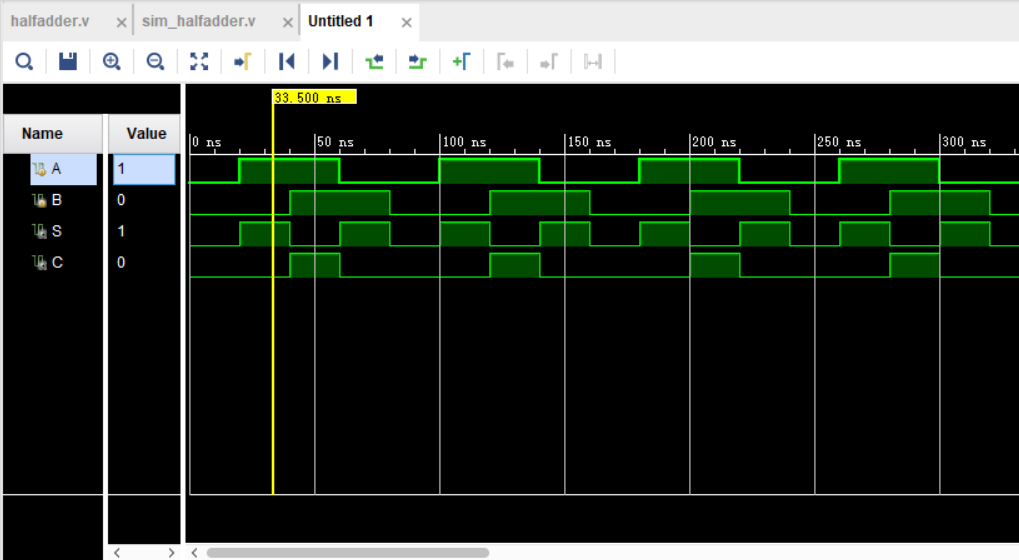 halfadder.v × sim_halfadder.v × Untitled 1 ×
33.500 ns
Name Value
0 ns 50 ns 100 ns 150 ns 200 ns 250 ns 300 ns
A 1
B 0
S 1
C 0